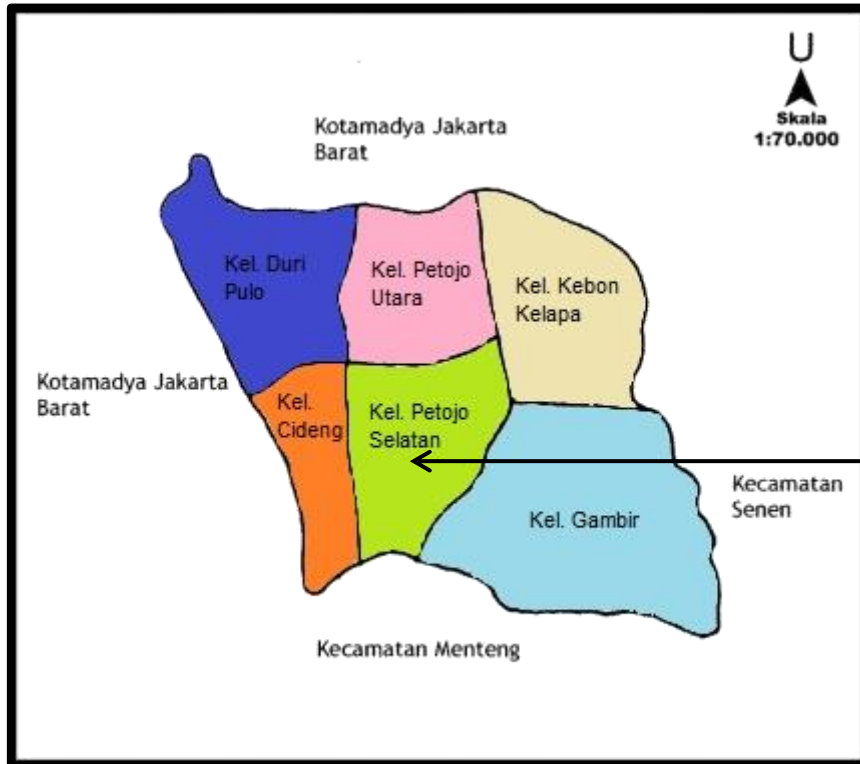 U
Skala
1:70.000
Kotamadya Jakarta
Barat
Kel. Duri
Pulo
Kel. Petojo
Utara
Kel. Kebon
Kelapa
Kotamadya Jakarta
Barat
Kel.
Cideng
Kel. Petojo
Selatan
Kecamatan
Senen
Kel. Gambir
Kecamatan Menteng